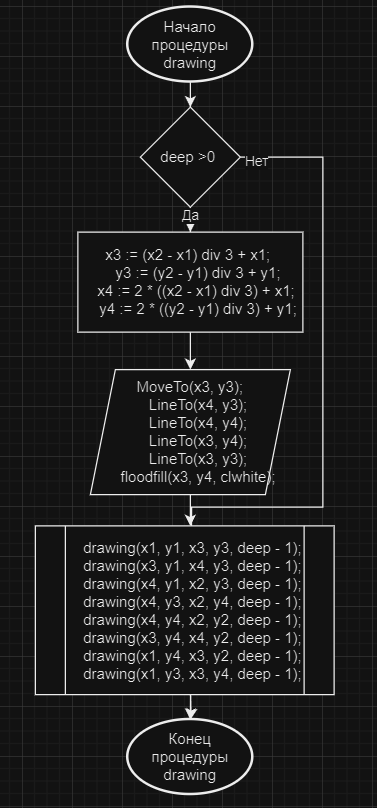 Начало
процедуры
drawing
deep >0
Нет
Да
x3 := (x2 - x1) div 3 + x1;
y3 := (y2 - y1) div 3 + y1;
x4 := 2 * ((x2 - x1) div 3) + x1;
y4 := 2 * ((y2 - y1) div 3) + y1;
MoveTo(x3, y3);
LineTo(x4, y3);
LineTo(x4, y4);
LineTo(x3, y4);
LineTo(x3, y3);
floodfill(x3, y4, clwhite);
drawing(x1, y1, x3, y3, deep - 1);
drawing(x3, y1, x4, y3, deep - 1);
drawing(x4, y1, x2, y3, deep - 1);
drawing(x4, y3, x2, y4, deep - 1);
drawing(x4, y4, x2, y2, deep - 1);
drawing(x3, y4, x4, y2, deep - 1);
drawing(x1, y4, x3, y2, deep - 1);
drawing(x1, y3, x3, y4, deep - 1);
Конец
процедуры
drawing